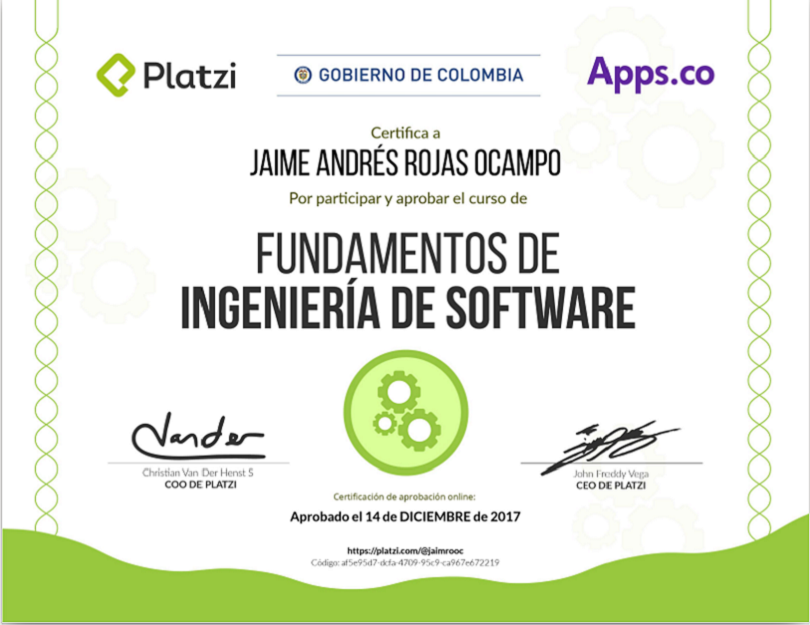 Platzi
GOBIERNO DE COLOMBIA
Apps.co
Certifica a
JAIME ANDRÉS ROJAS OCAMPO
Por participar y aprobar el curso de
FUNDAMENTOS DE
INGENIERÍA DE SOFTWARE
Christian Van Der Henst S
COO DE PLATZI
John Freddy Vega
CEO DE PLATZI
Certificación de aprobación online:
Aprobado el 14 de DICIEMBRE de 2017
https://platzi.com/@jaimrooc
Código: af5e95d7-dcfa-4709-95c9-ca967e672219